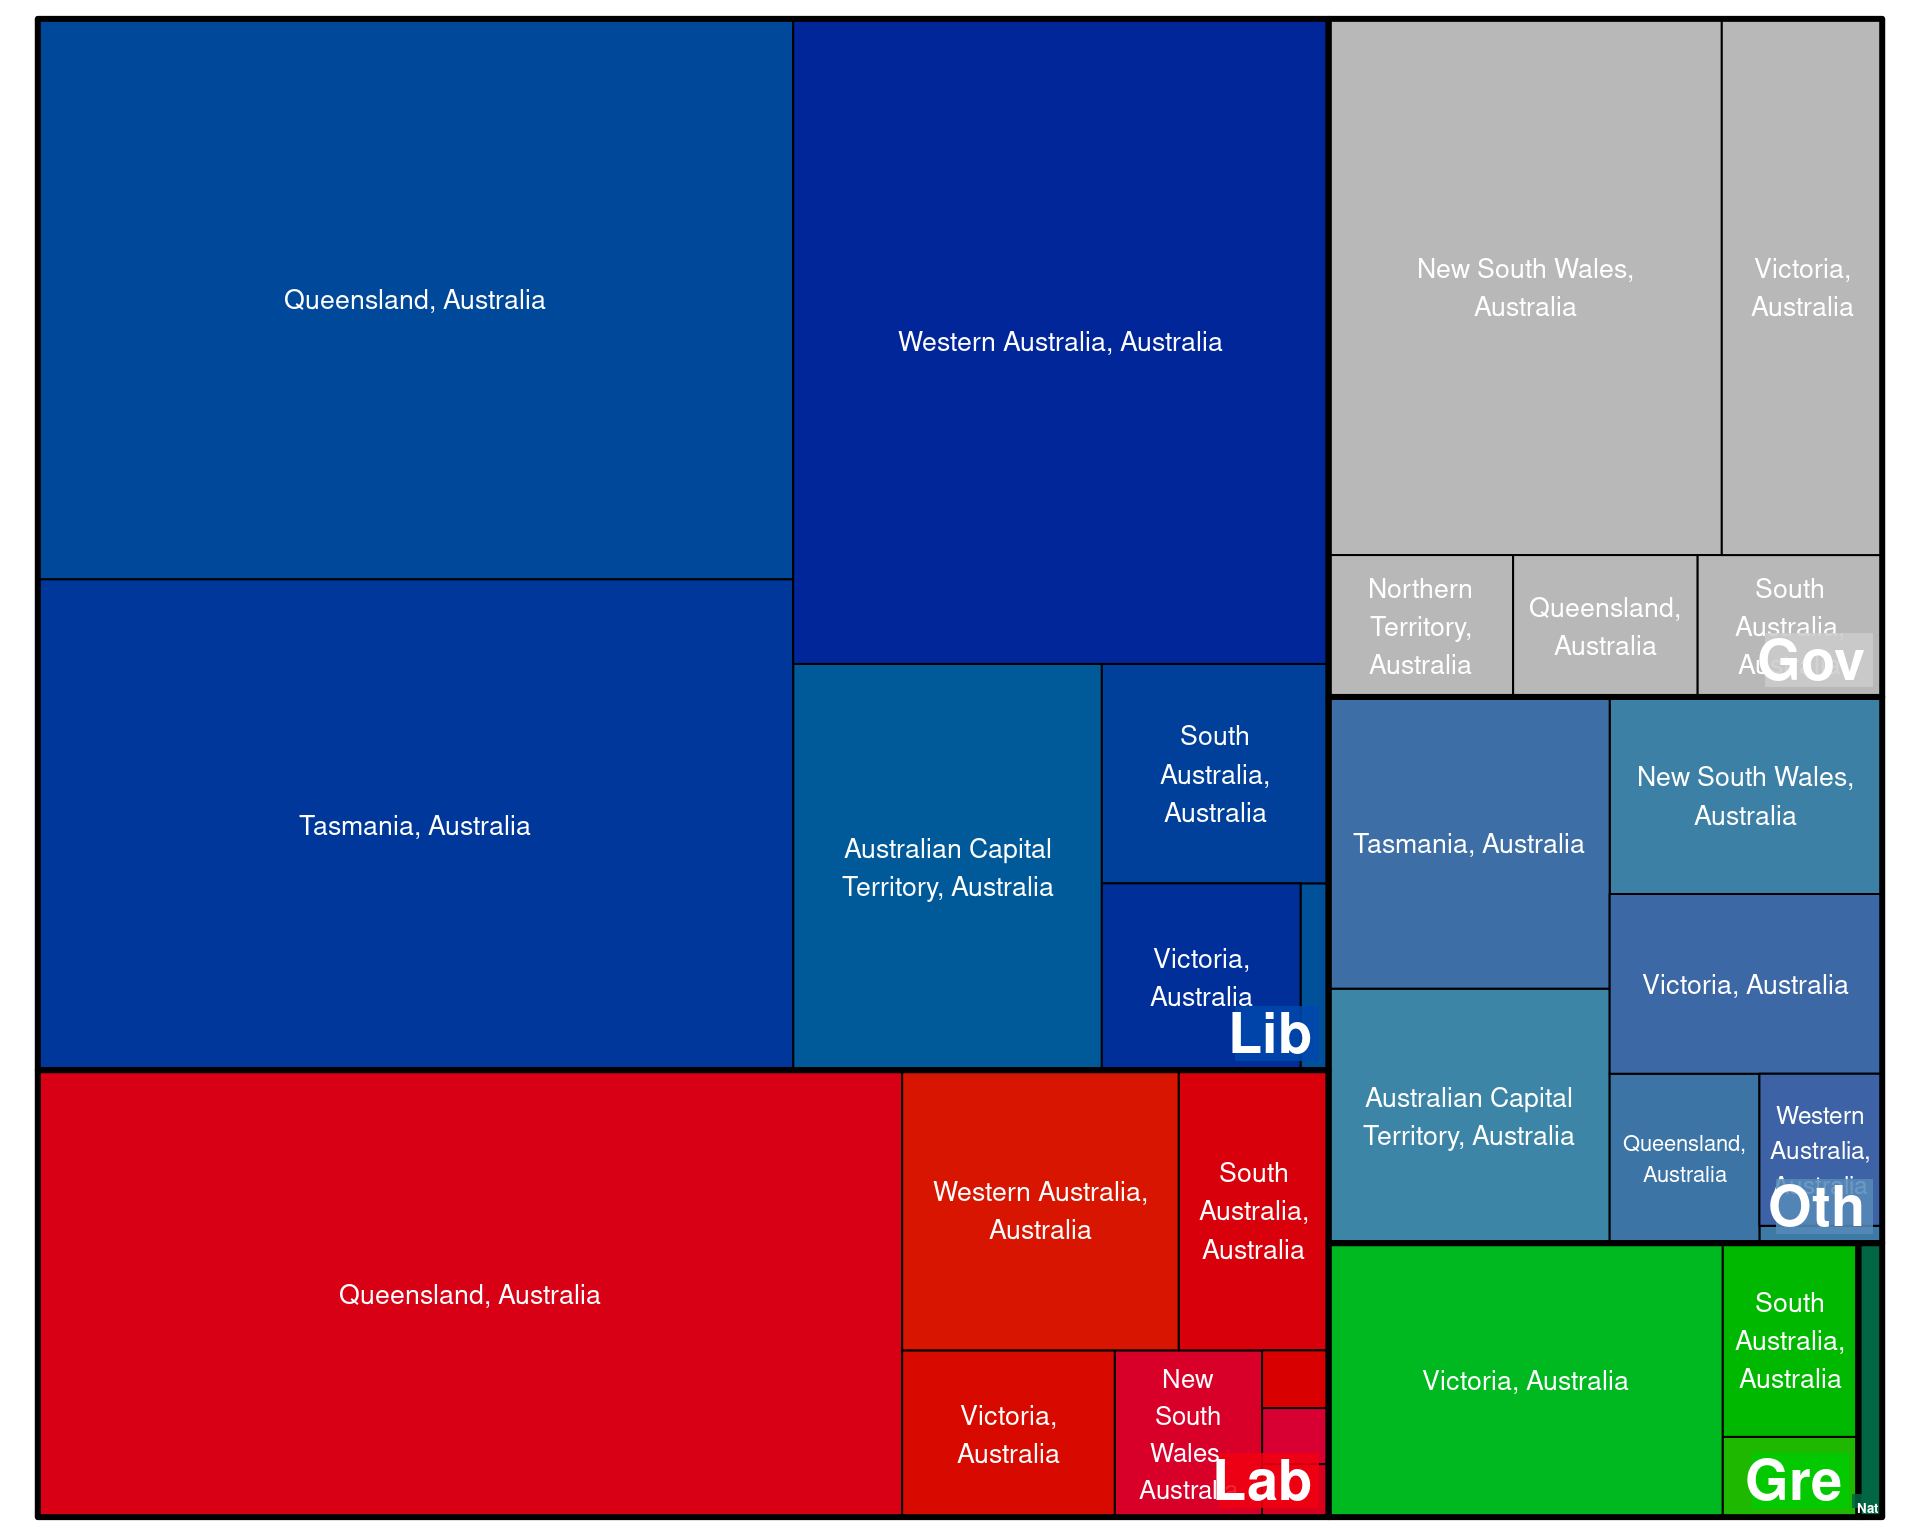 Queensland, Australia
Western Australia, Australia
Tasmania, Australia
Australian Capital
Territory, Australia
South
Australia,
Australia
Victoria,
Australia
Lib
Queensland, Australia
Western Australia,
Australia
South
Australia,
Australia
Victoria,
Australia
New
South
Wales
Lab
New South Wales,
Australia
Victoria,
Australia
Northern
Territory,
Australia
Queensland,
Australia
South
Australia,
Gov
Tasmania, Australia
New South Wales,
Australia
Victoria, Australia
Australian Capital
Territory, Australia
Queensland,
Australia
Western
Australia,
Australia
Oth
Victoria, Australia
South
Australia,
Australia
Gre
Nat